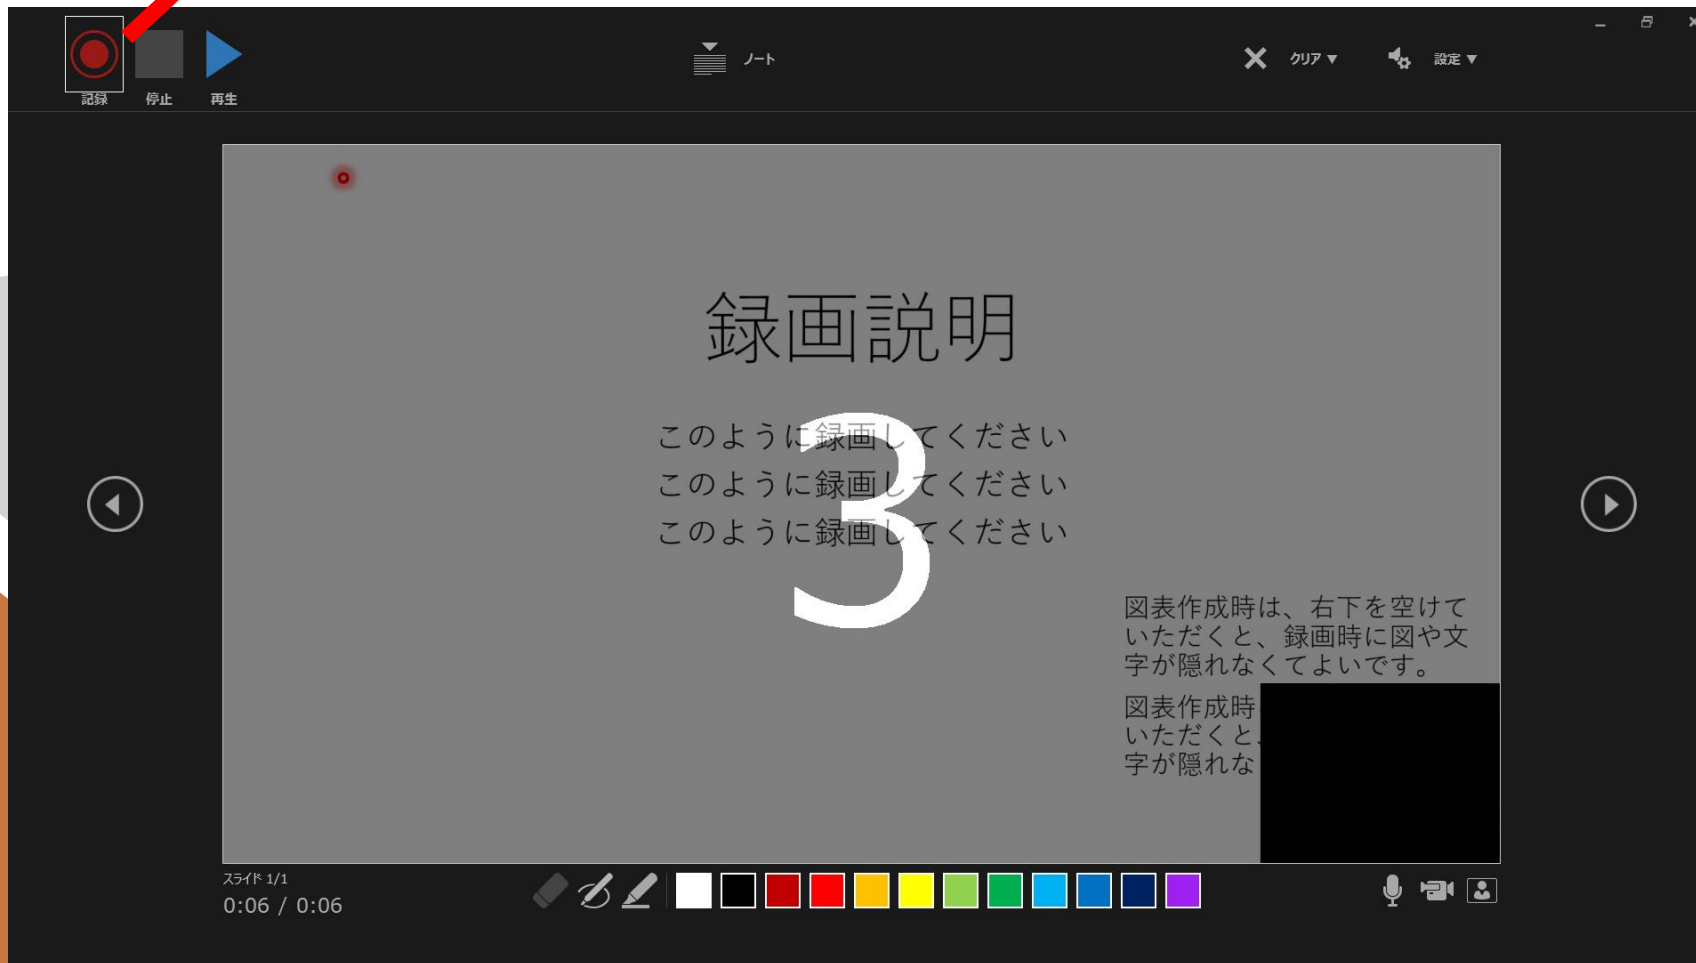 記録
停止
再生
ノート
クリア
設定
録画説明
このように録画してください
このように録画してください
このように録画してください
3
図表作成時は、右下を空けて
いただくと、録画時に図や文
字が隠れなくてよいです。
図表作成時
いただくと、
字が隠れな
スライド 1/1
0:06 / 0:06